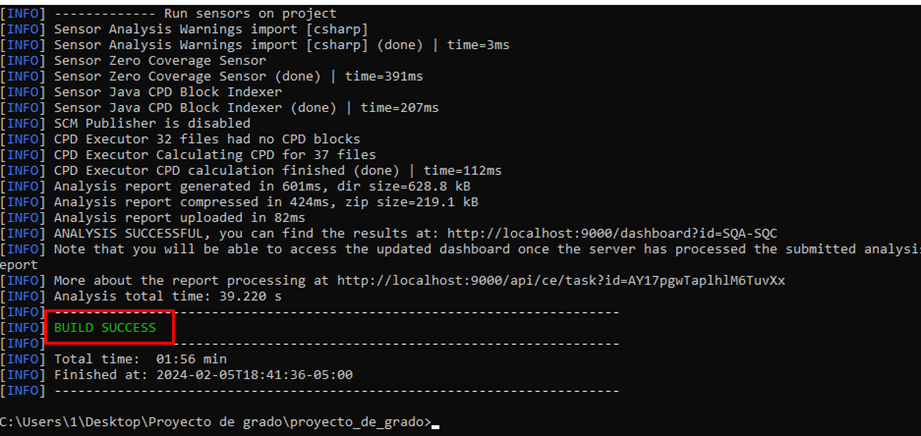 [INFO] ------------- Run sensors on project
[INFO] Sensor Analysis Warnings import [csharp]
[INFO] Sensor Analysis Warnings import [csharp] (done) | time=3ms
[INFO] Sensor Zero Coverage Sensor
[INFO] Sensor Zero Coverage Sensor (done) | time=391ms
[INFO] Sensor Java CPD Block Indexer
[INFO] Sensor Java CPD Block Indexer (done) | time=207ms
[INFO] SCM Publisher is disabled
[INFO] CPD Executor 32 files had no CPD blocks
[INFO] CPD Executor Calculating CPD for 37 files
[INFO] CPD Executor CPD calculation finished (done) | time=112ms
[INFO] Analysis report generated in 601ms, dir size=628.8 kB
[INFO] Analysis report compressed in 424ms, zip size=219.1 kB
[INFO] Analysis report uploaded in 82ms
[INFO] ANALYSIS SUCCESSFUL, you can find the results at: http://localhost:9000/dashboard?id=SQA-SQC
[INFO] Note that you will be able to access the updated dashboard once the server has processed the submitted analysis
eport
[INFO] More about the report processing at http://localhost:9000/api/ce/task?id=AY17pgwTaplhlM6TuvXx
[INFO] Analysis total time: 39.220 s
[INFO] ------------------------------------------------------------------------
[INFO] BUILD SUCCESS
[INFO] ------------------------------------------------------------------------
[INFO] Total time:  01:56 min
[INFO] Finished at: 2024-02-05T18:41:36-05:00
[INFO] ------------------------------------------------------------------------
C:\Users\1\Desktop\Proyecto de grado\proyecto_de_grado>